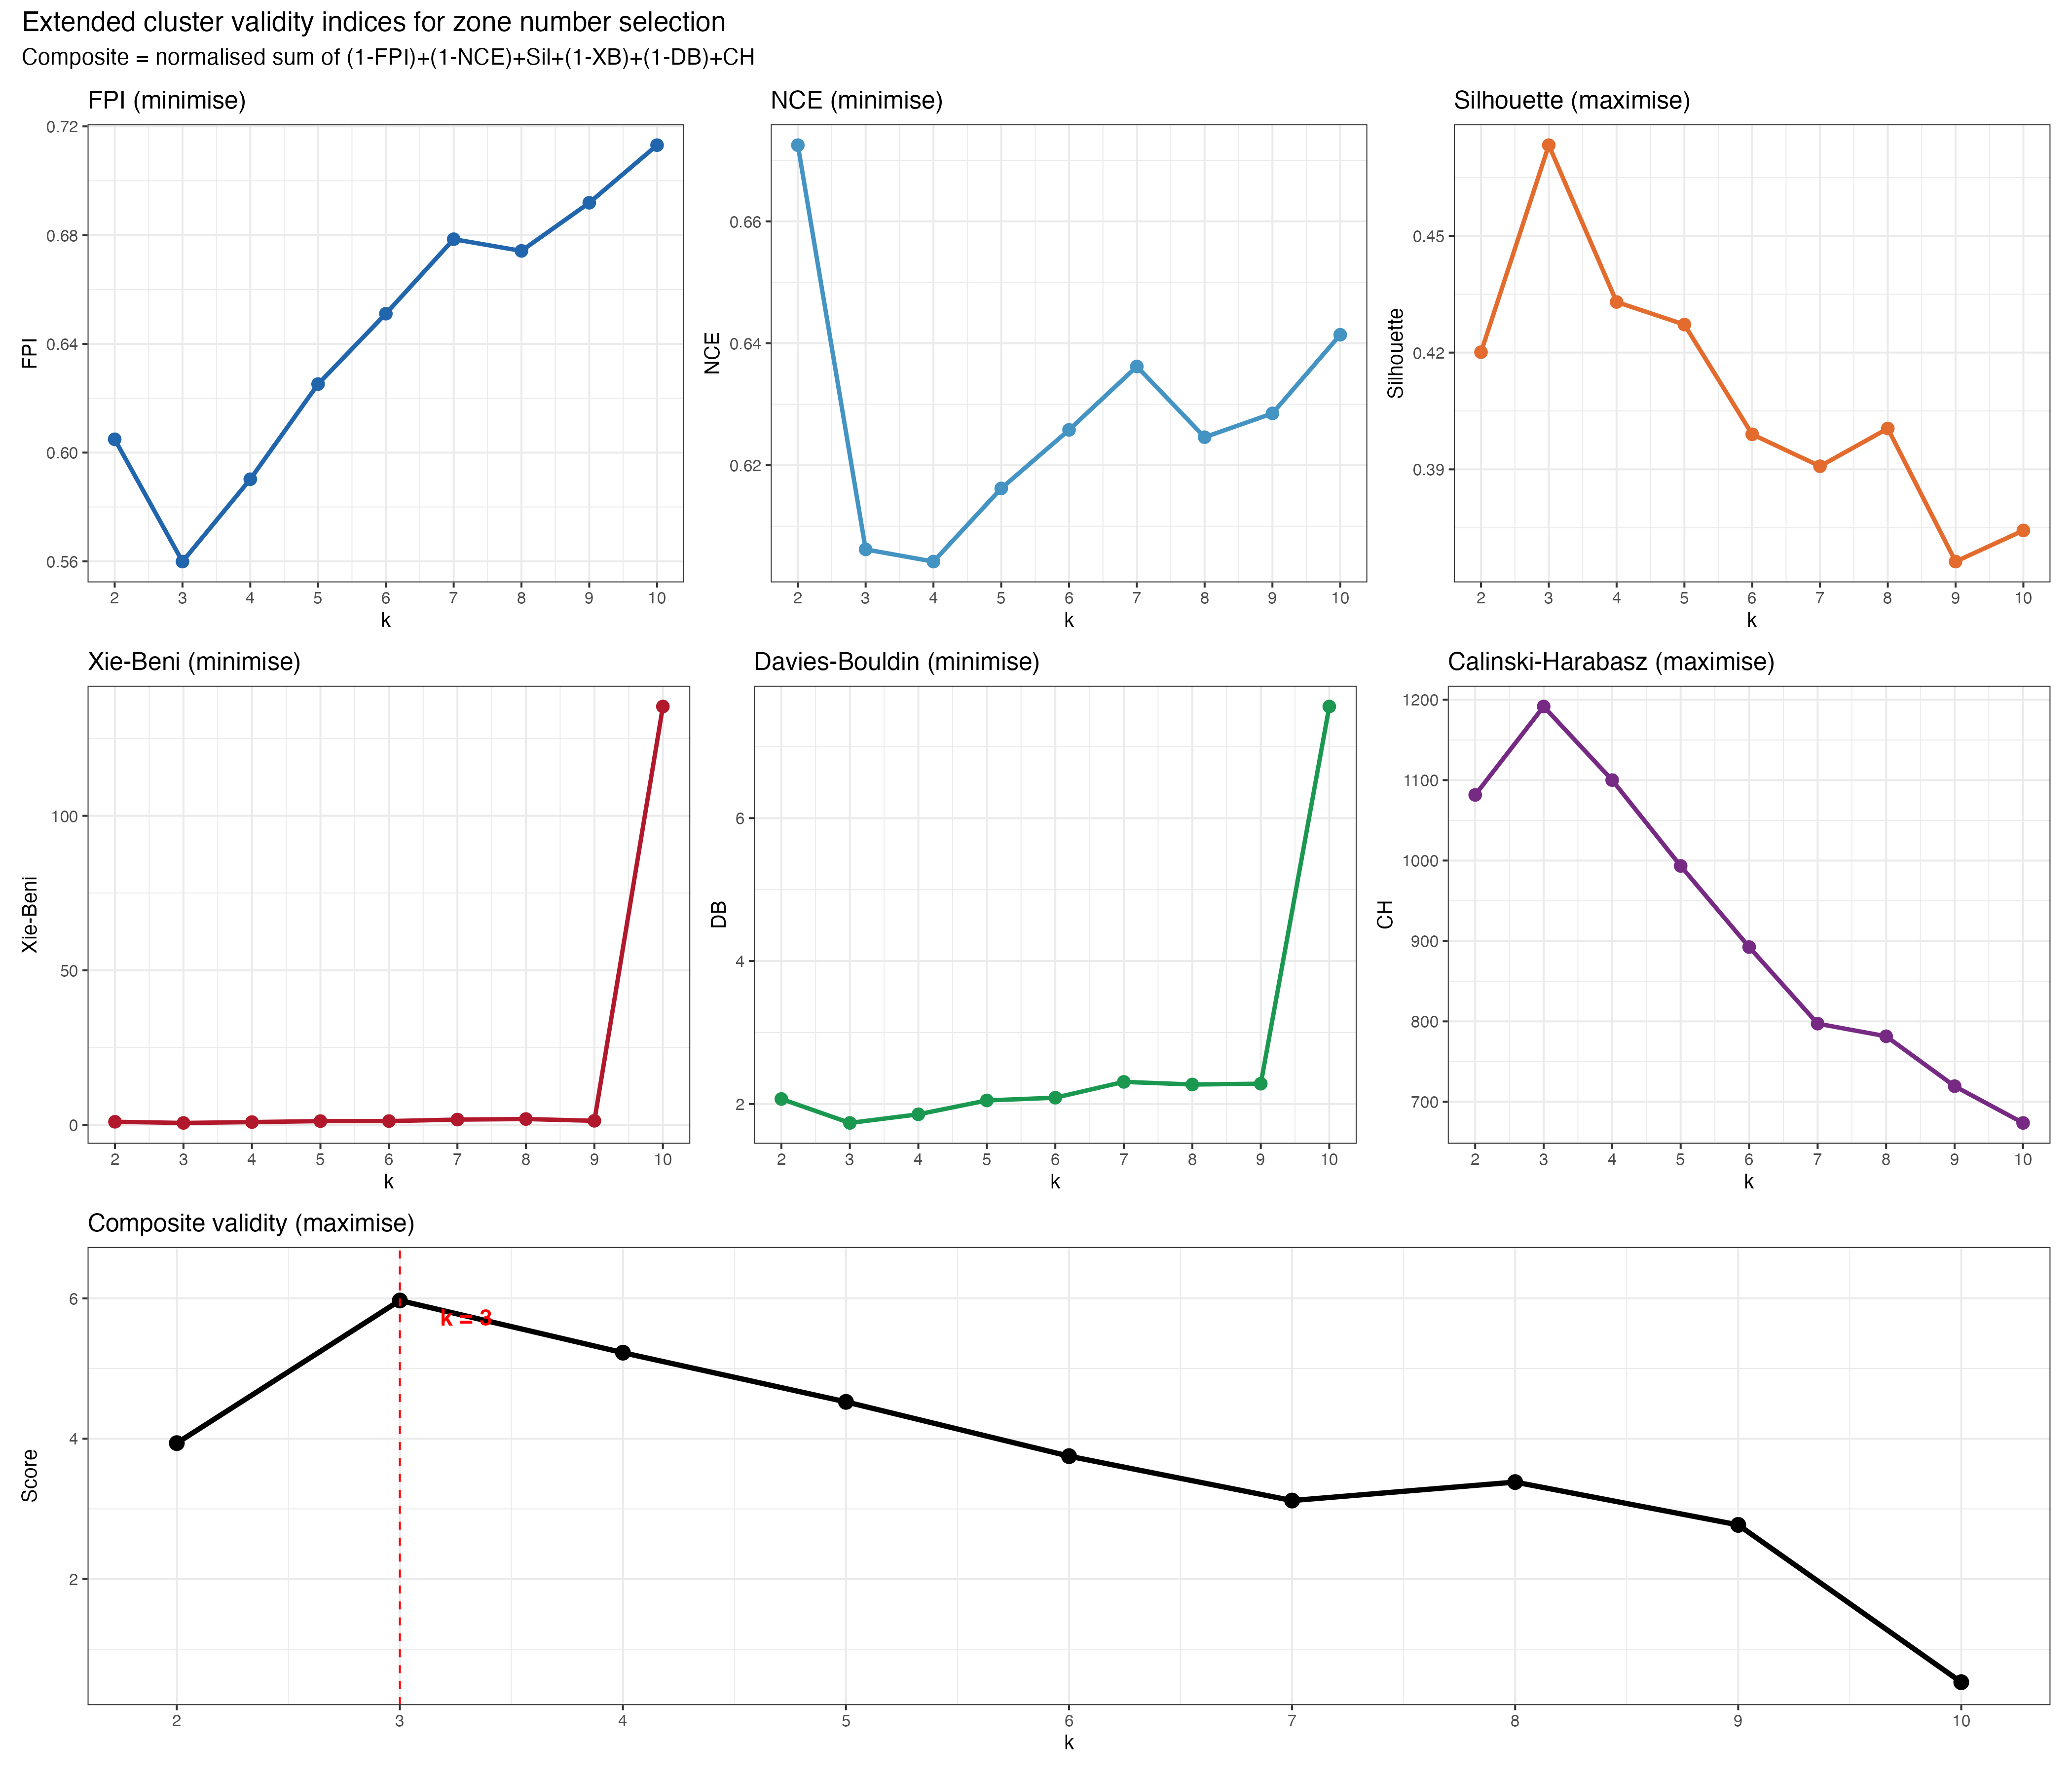 Extended cluster validity indices for zone number selection
Composite = normalised sum of (1-FPI)+(1-NCE)+Sil+(1-XB)+(1-DB)+CH
FPI (minimise)
0.72
0.68
0.64
0.60
0.56
FPI
2 3 4 5 6 7 8 9 10
k
NCE (minimise)
0.66
0.64
0.62
NCE
2 3 4 5 6 7 8 9 10
k
Silhouette (maximise)
0.45
0.42
0.39
Silhouette
2 3 4 5 6 7 8 9 10
k
Xie-Beni (minimise)
100
50
0
Xie-Beni
2 3 4 5 6 7 8 9 10
k
Davies-Bouldin (minimise)
6
4
2
DB
2 3 4 5 6 7 8 9 10
k
Calinski-Harabasz (maximise)
1200
1100
1000
900
800
700
CH
2 3 4 5 6 7 8 9 10
k
Composite validity (maximise)
6
4
2
Score
k = 3
2 3 4 5 6 7 8 9 10
k